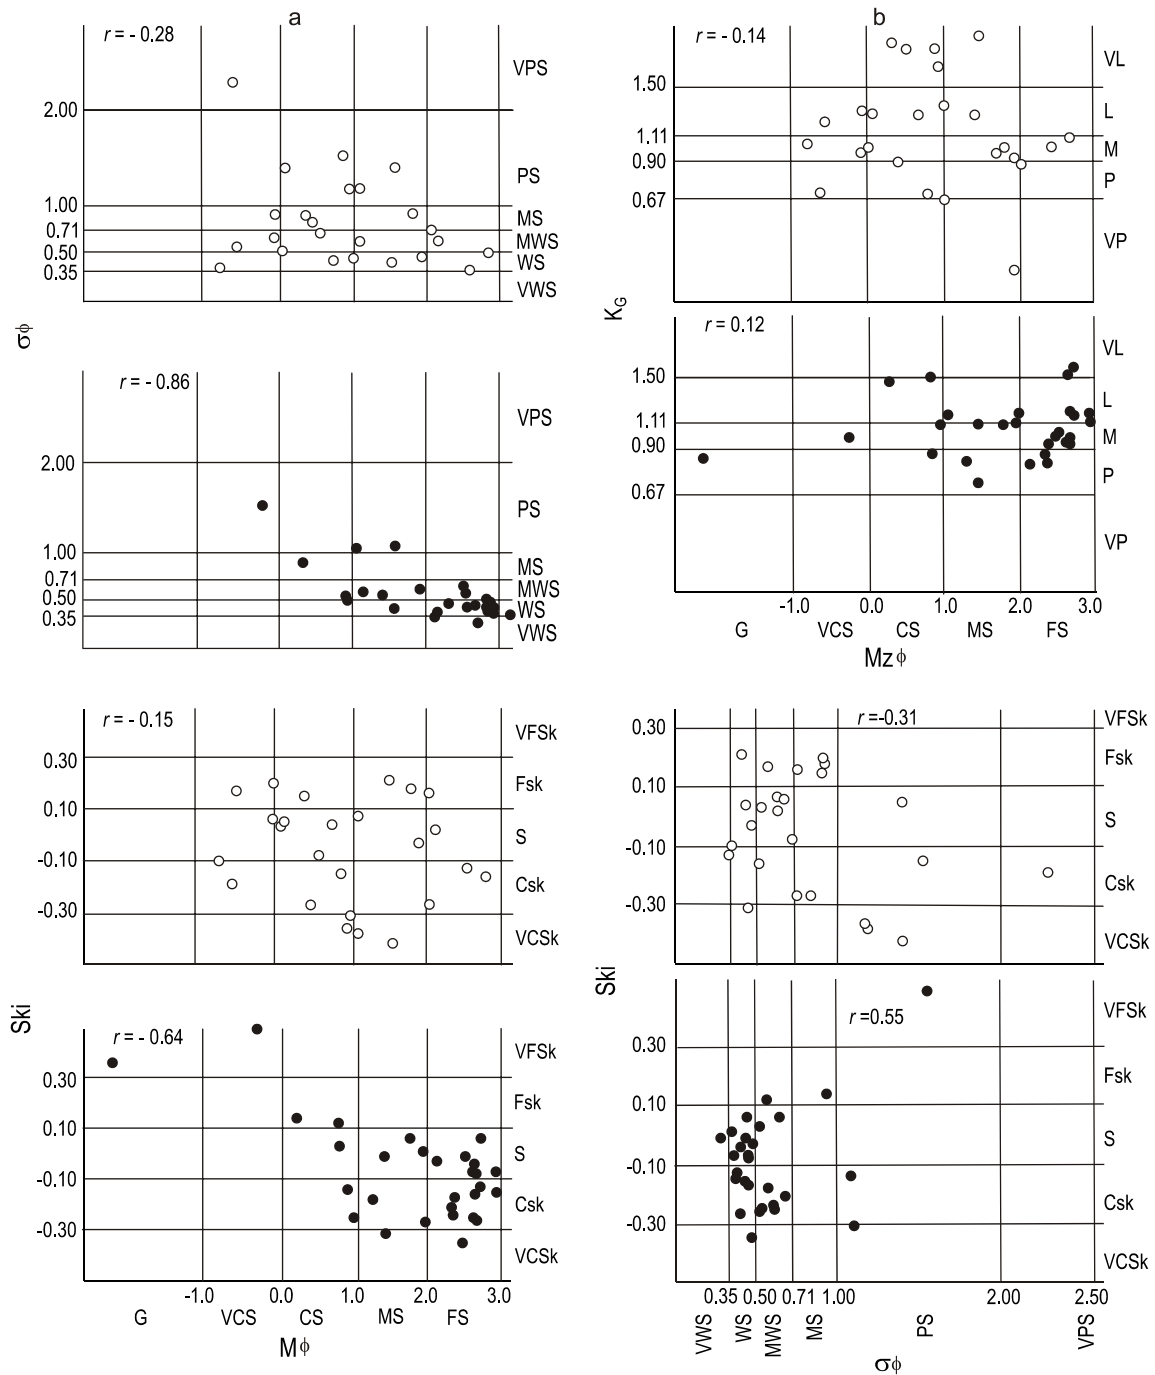 a
r = - 0.28
VPS
2.00
PS
1.00
MS
0.71
MWS
0.50
WS
0.35
VWS
σϕ
r = - 0.86
VPS
2.00
PS
1.00
MS
0.71
MWS
0.50
WS
0.35
VWS
r = - 0.15
VFSk
0.30
Fsk
0.10
S
-0.10
Csk
-0.30
VCSk
Ski
r = - 0.64
VFSk
0.30
Fsk
0.10
S
-0.10
Csk
-0.30
VCSk
-1.0 0.0 1.0 2.0 3.0
G VCS CS MS FS
Mϕ
b
r = - 0.14
VL
1.50
L
1.11
M
0.90
P
0.67
VP
KG
r = 0.12
VL
1.50
L
1.11
M
0.90
P
0.67
VP
-1.0 0.0 1.0 2.0 3.0
G VCS CS MS FS
Mzϕ
r =-0.31
VFSk
0.30
Fsk
0.10
S
-0.10
Csk
-0.30
VCSk
Ski
r =0.55
VFSk
0.30
Fsk
0.10
S
-0.10
Csk
-0.30
VCSk
0.35 0.50 0.71 1.00 2.00 2.50
VWS WS MWS MS PS VPS
σϕ